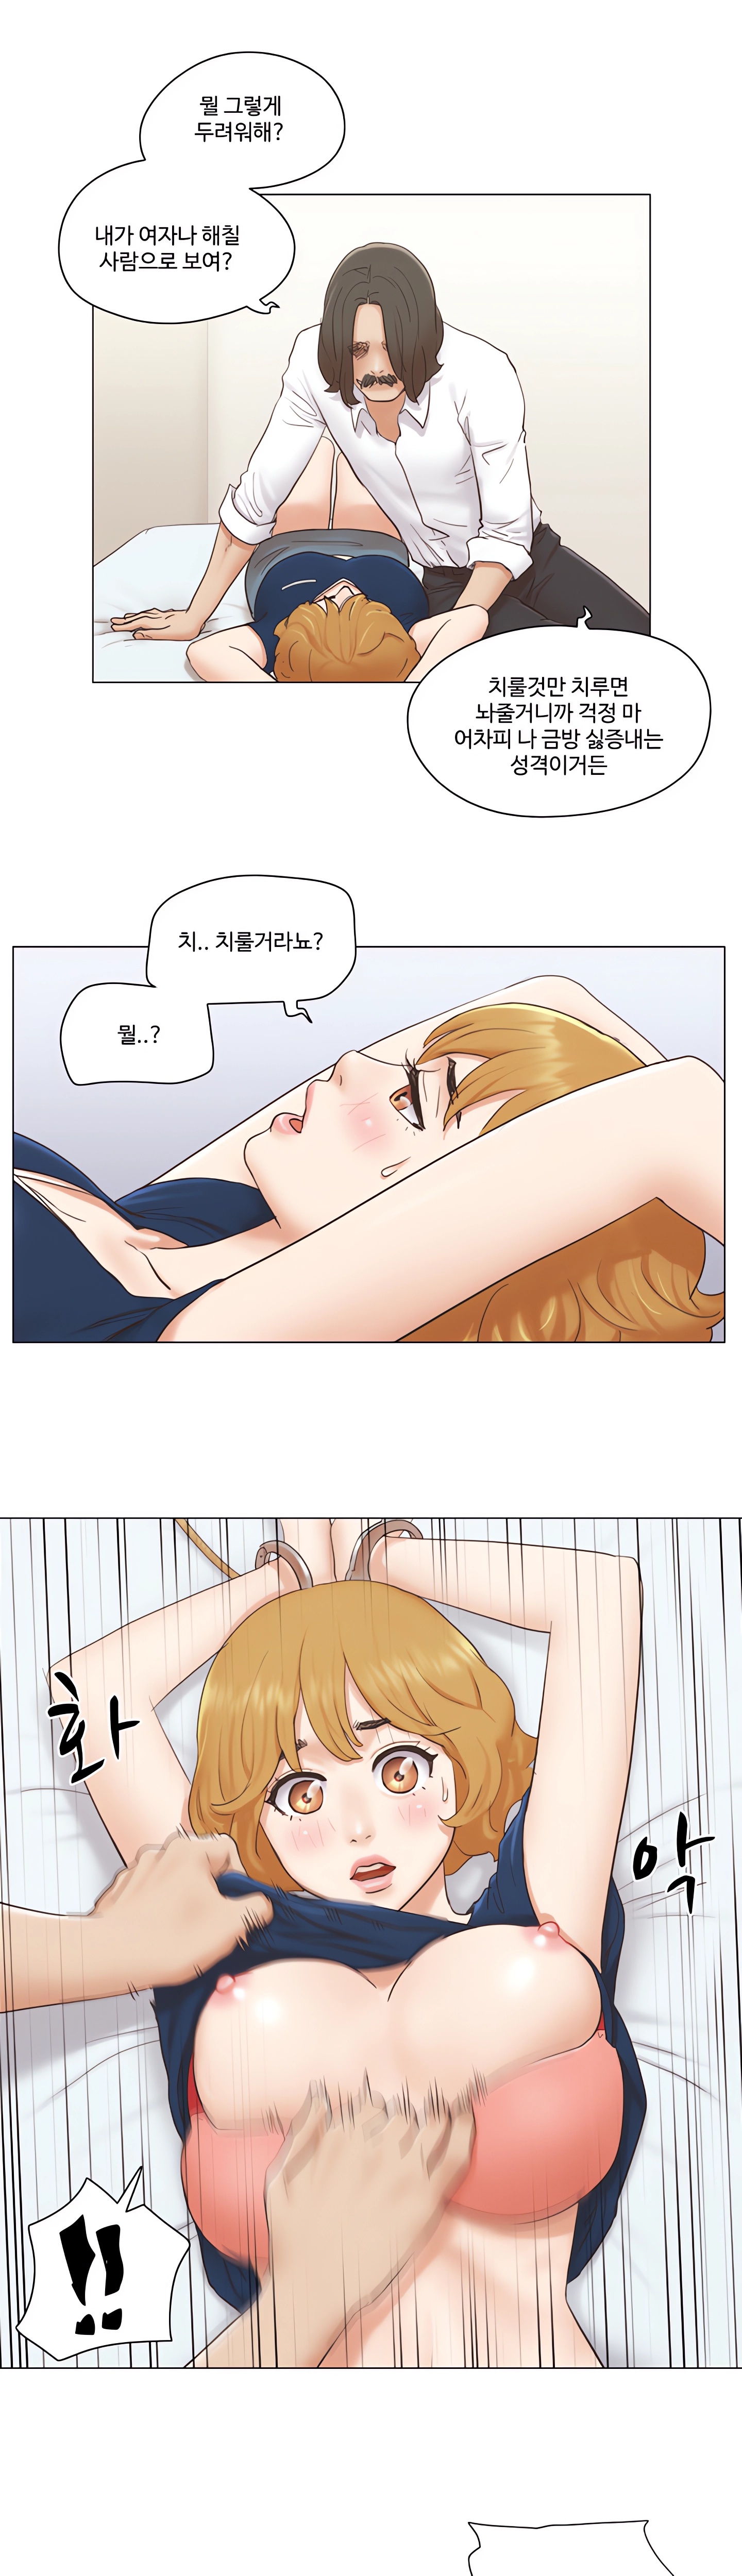 뭘 그렇게
두려워해?
내가 여자나 해칠
사람으로 보여?
치룰것만 치루면
놔줄거니까 걱정 마
어차피 나 금방 싫증내는
성격이거든
치.. 치룰거라뇨?
뭘..?
화
악
!!